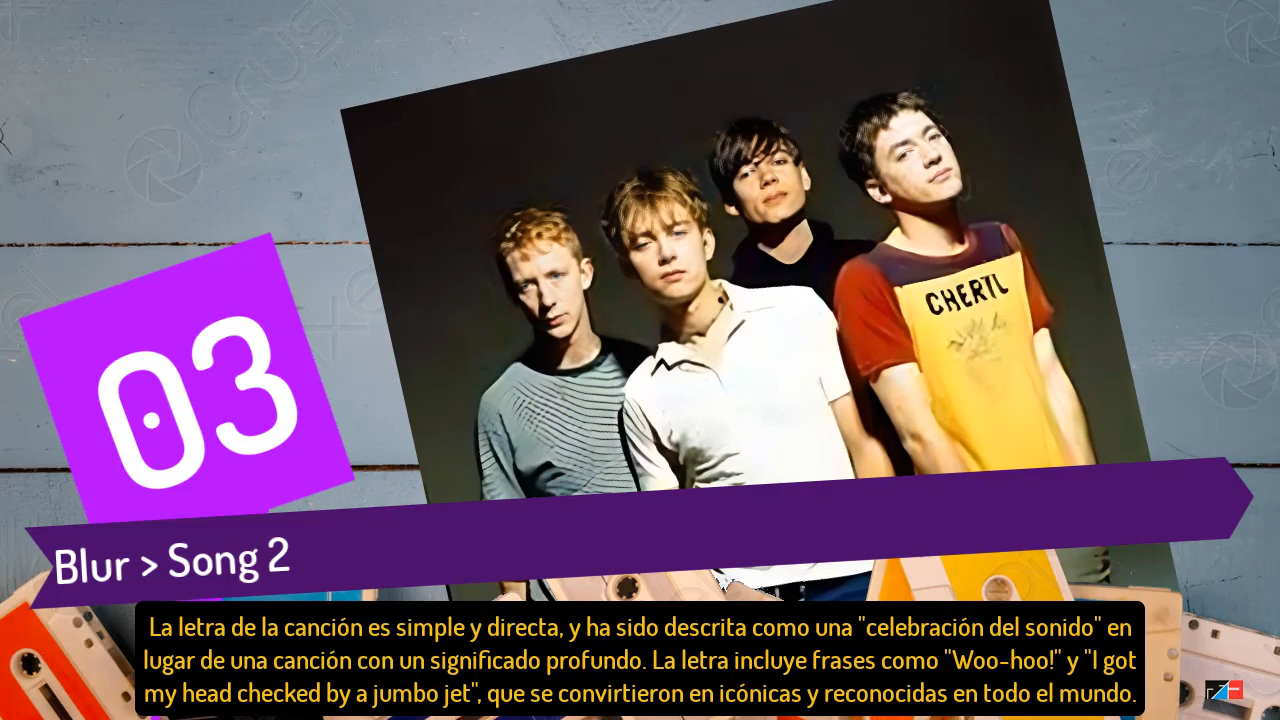 CHERYL
03
Blur > Song 2
La letra de la canción es simple y directa, y ha sido descrita como una "celebración del sonido" en
lugar de una canción con un significado profundo. La letra incluye frases como "Woo-hoo!" y "I got
my head checked by a jumbo jet", que se convirtieron en icónicas y reconocidas en todo el mundo.